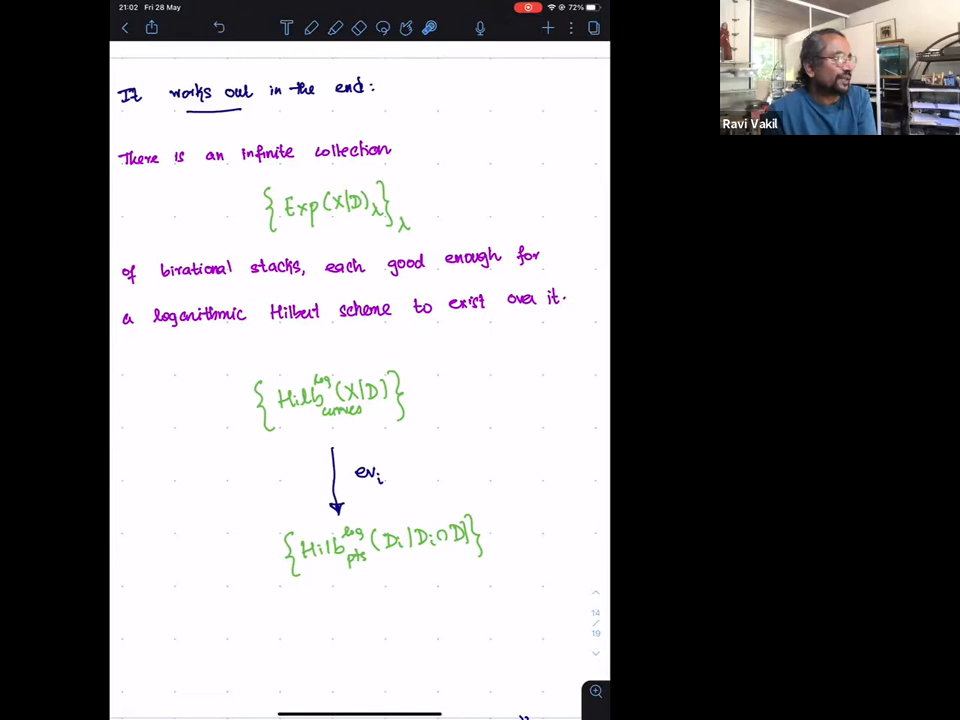 21:02 Fri 28 May
72%
It works out in the end:
There is an infinite collection
{Exp(X|D)_λ}_λ
of birational stacks, each good enough for
a logarithmic Hilbert scheme to exist over it.
{Hilb^log_curves (X|D)}
ev_i
{Hilb^log_pts (D_i|D_i∩D)}
14
/
19
Ravi Vakil